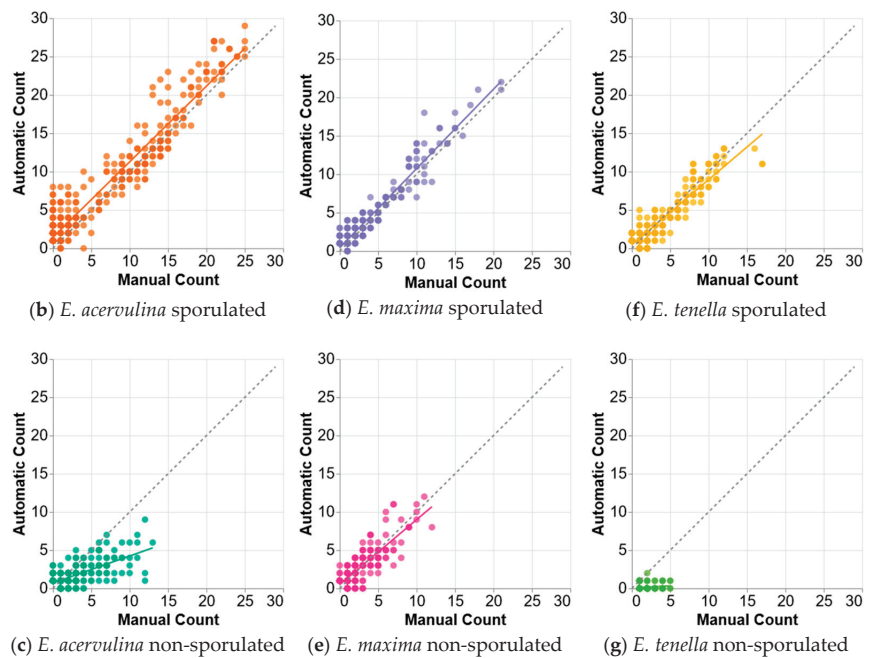 30
25
20
15
10
5
0
Automatic Count
0 5 10 15 20 25 30
Manual Count
(b) E. acervulina sporulated
30
25
20
15
10
5
0
Automatic Count
0 5 10 15 20 25 30
Manual Count
(d) E. maxima sporulated
30
25
20
15
10
5
0
Automatic Count
0 5 10 15 20 25 30
Manual Count
(f) E. tenella sporulated
30
25
20
15
10
5
0
Automatic Count
0 5 10 15 20 25 30
Manual Count
(c) E. acervulina non-sporulated
30
25
20
15
10
5
0
Automatic Count
0 5 10 15 20 25 30
Manual Count
(e) E. maxima non-sporulated
30
25
20
15
10
5
0
Automatic Count
0 5 10 15 20 25 30
Manual Count
(g) E. tenella non-sporulated